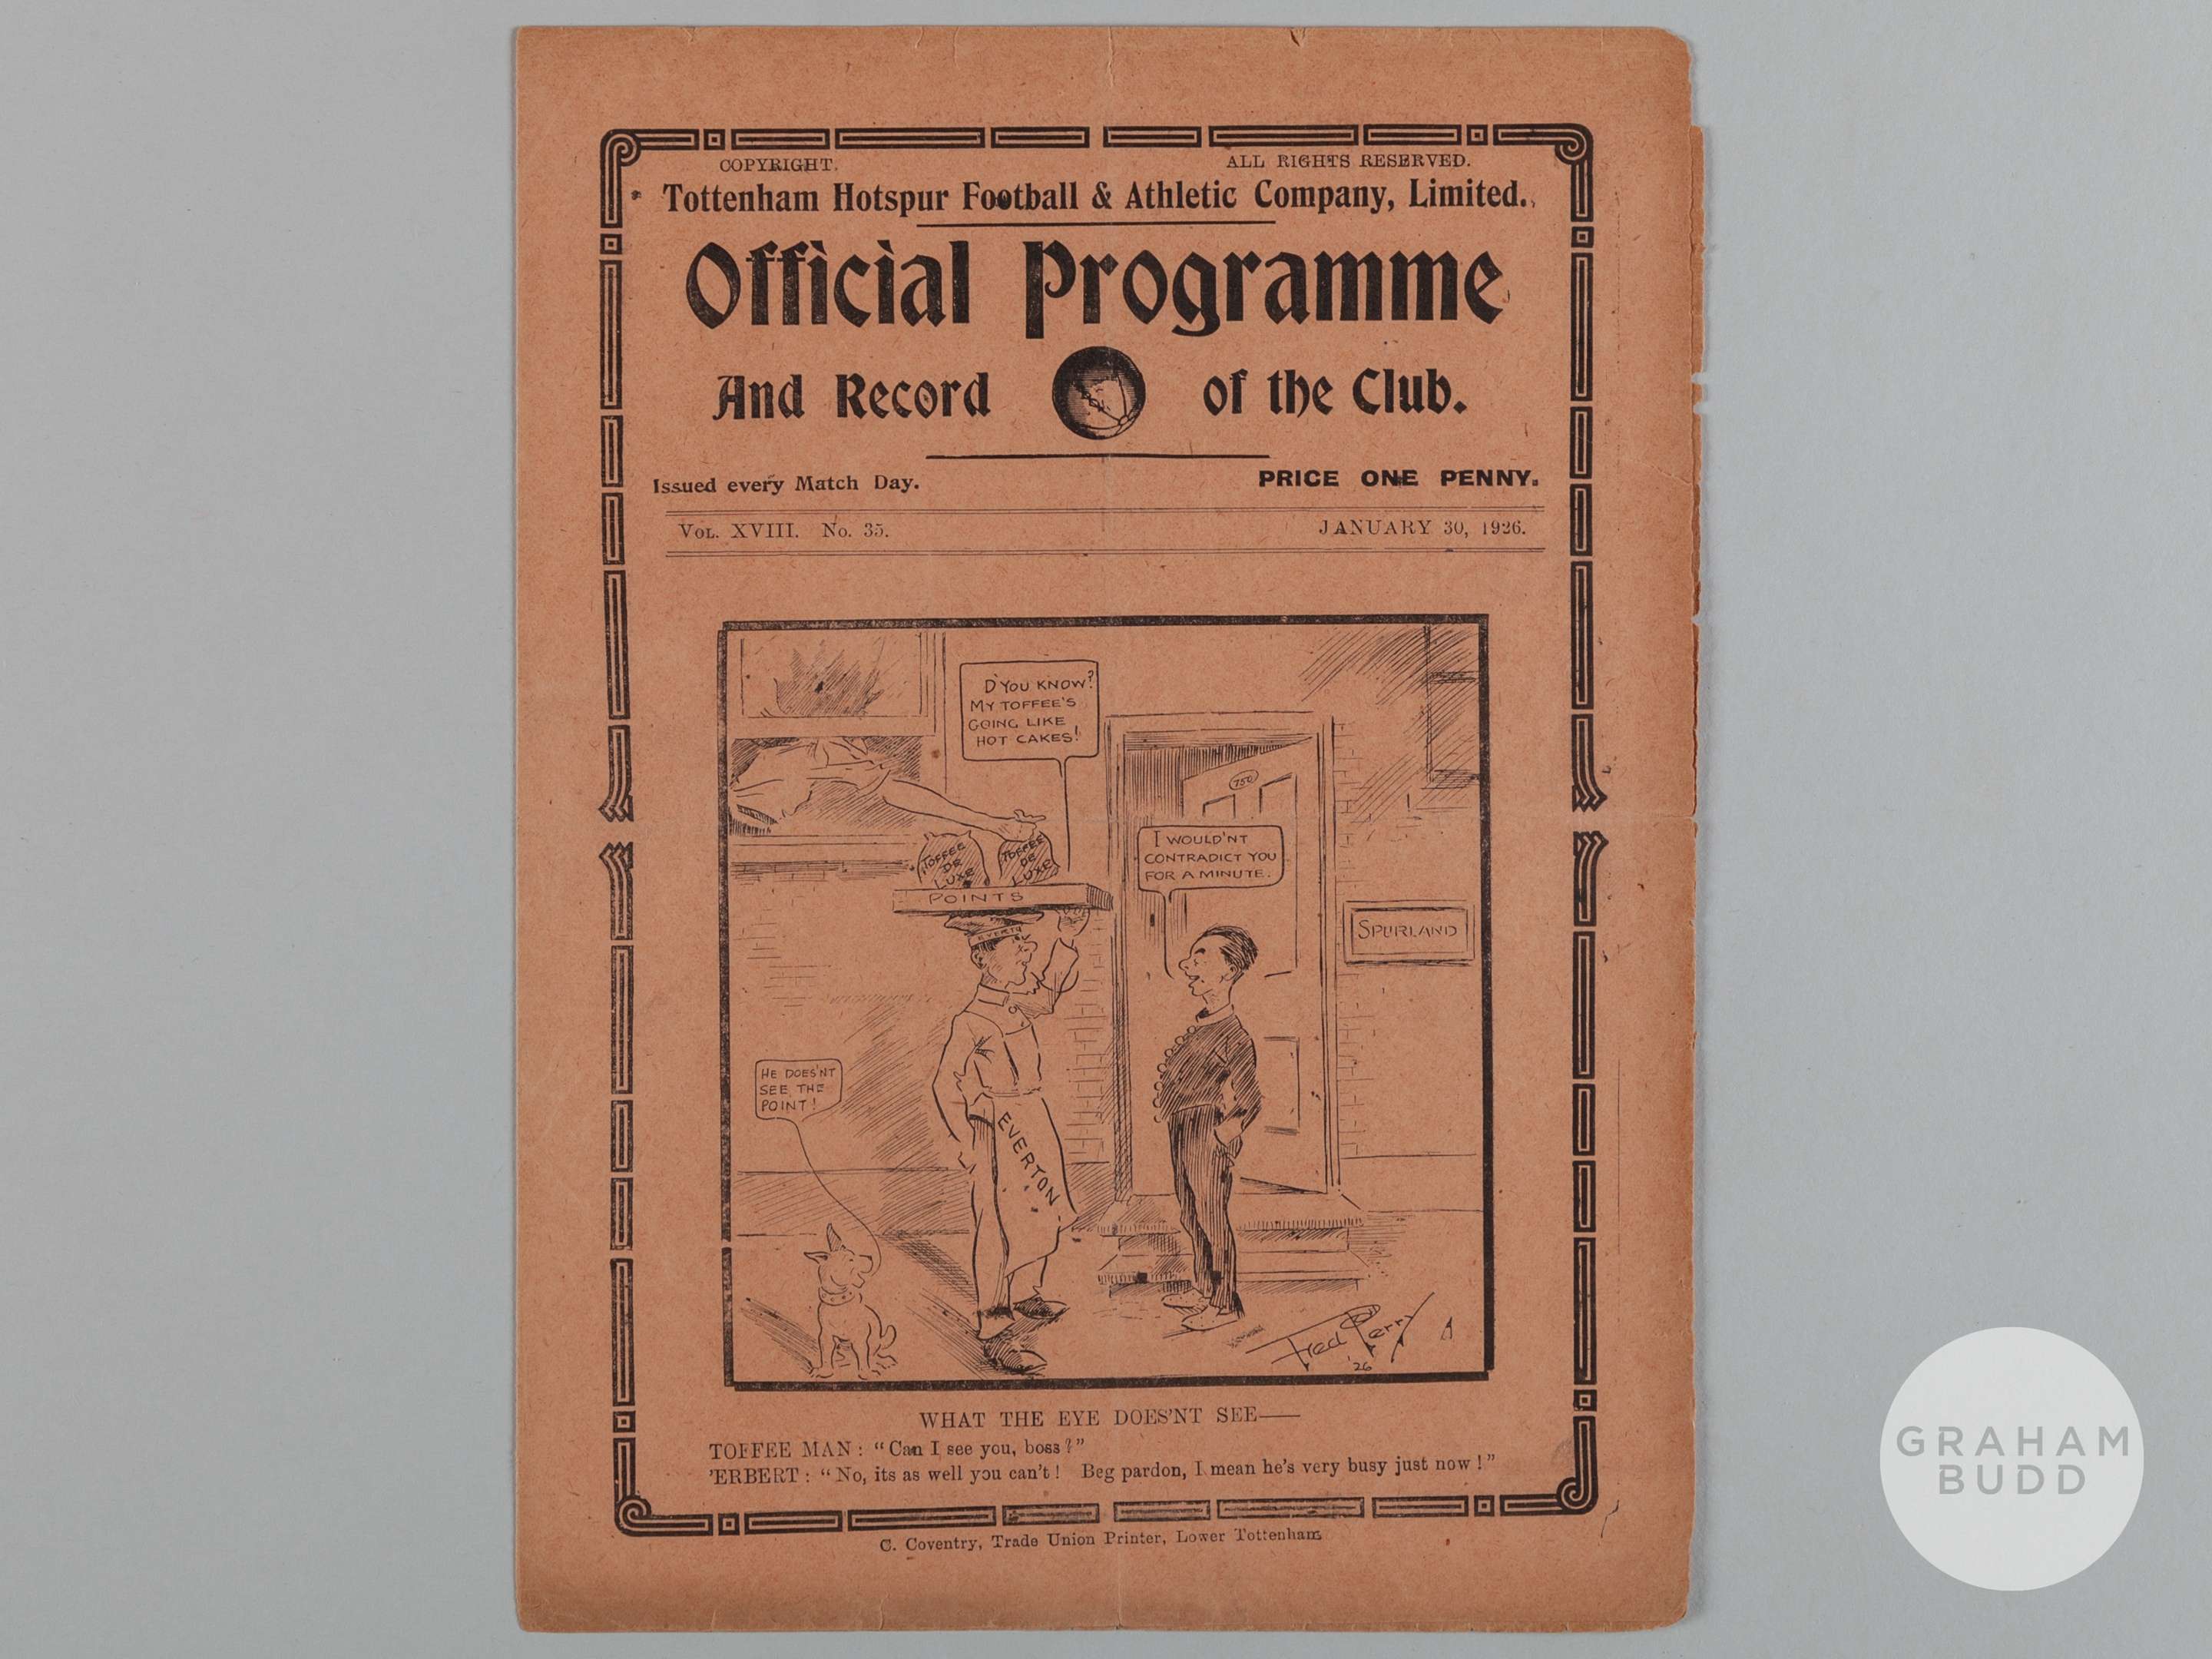 COPYRIGHT.
ALL RIGHTS RESERVED.
Tottenham Hotspur Football & Athletic Company, Limited.
Official Programme
And Record of the Club.
Issued every Match Day.
PRICE ONE PENNY.
VOL. XVIII. No. 35.
JANUARY 30, 1926.
D'YOU KNOW?
MY TOFFEE'S
GOING LIKE
HOT CAKES!
750
I WOULD'NT
CONTRADICT YOU
FOR A MINUTE.
TOFFEE
DE
LUXE
TOFFEE
DE
LUXE
POINTS
SPURLAND
HE DOES'NT
SEE THE
POINT!
EVERTON
Fred Perry
'26
WHAT THE EYE DOES'NT SEE—
TOFFEE MAN: "Can I see you, boss?"
'ERBERT: "No, its as well you can't! Beg pardon, I mean he's very busy just now!"
C. Coventry, Trade Union Printer, Lower Tottenham
GRAHAM
BUDD